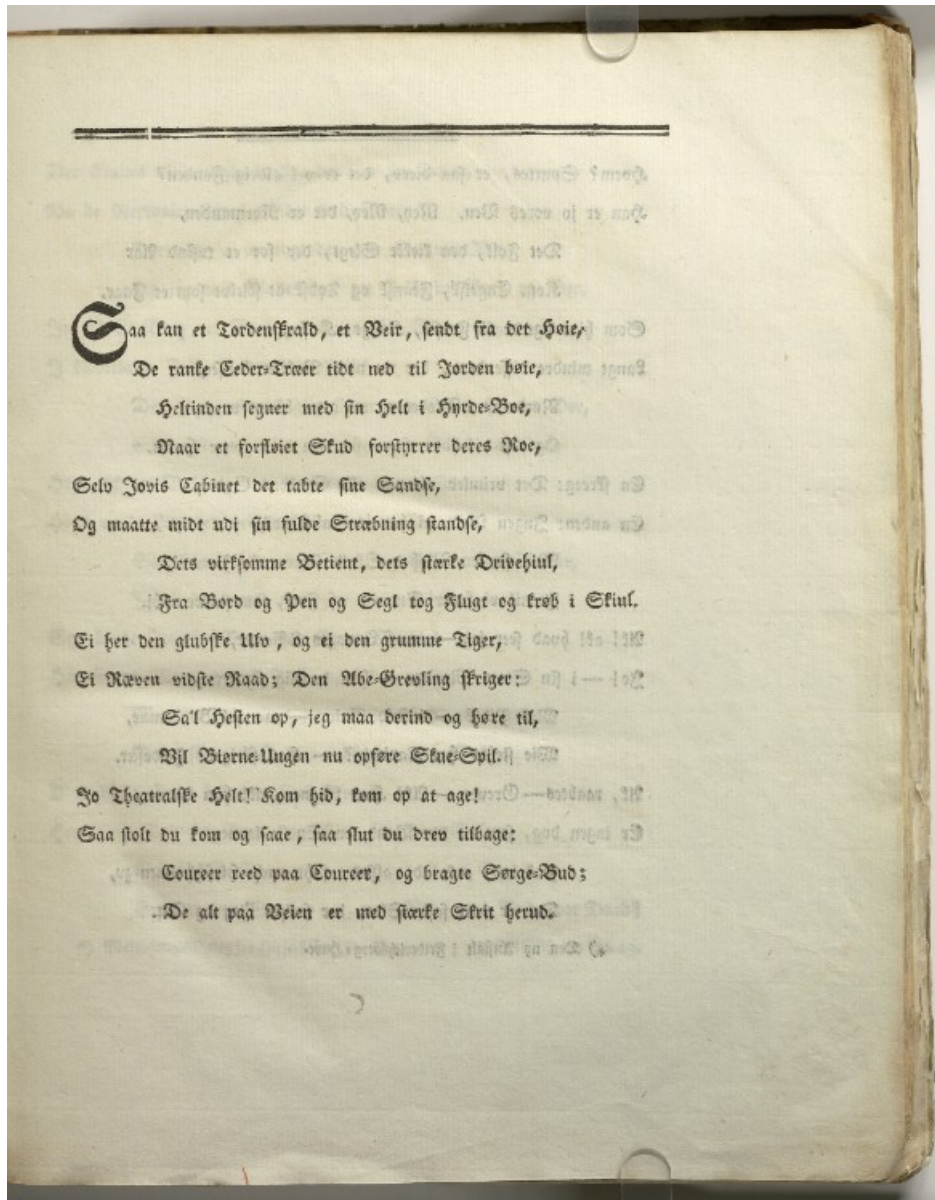 Saa kan et Tordenskrald, et Veir, sendt fra det Høie,
De ranke Ceder-Træer tidt ned til Jorden bøie,
Heltinden segner med sin Helt i Hyrde-Boe,
Naar et forfløiet Skud forstyrrer deres Roe,
Selv Jovis Cabinet det tabte sine Sandse,
Og maatte midt udi sin fulde Stræbning standse,
Dets virksomme Betient, dets stærke Drivehiul,
Fra Bord og Pen og Segl tog Flugt og krøb i Skiul.
Ei her den glubske Ulv, og ei den grumme Tiger,
Ei Ræven vidste Raad; Den Abe-Grevling skriger:
Sa'l Hesten op, jeg maa derind og høre til,
Vil Biørne-Ungen nu opføre Skue-Spil.
Jo Theatralske Helt! Kom hid, kom op at age!
Saa stolt du kom og saae, saa slut du drev tilbage:
Coureer reed paa Coureer, og bragte Sørge-Bud;
De alt paa Veien er med stærke Skrit herud.